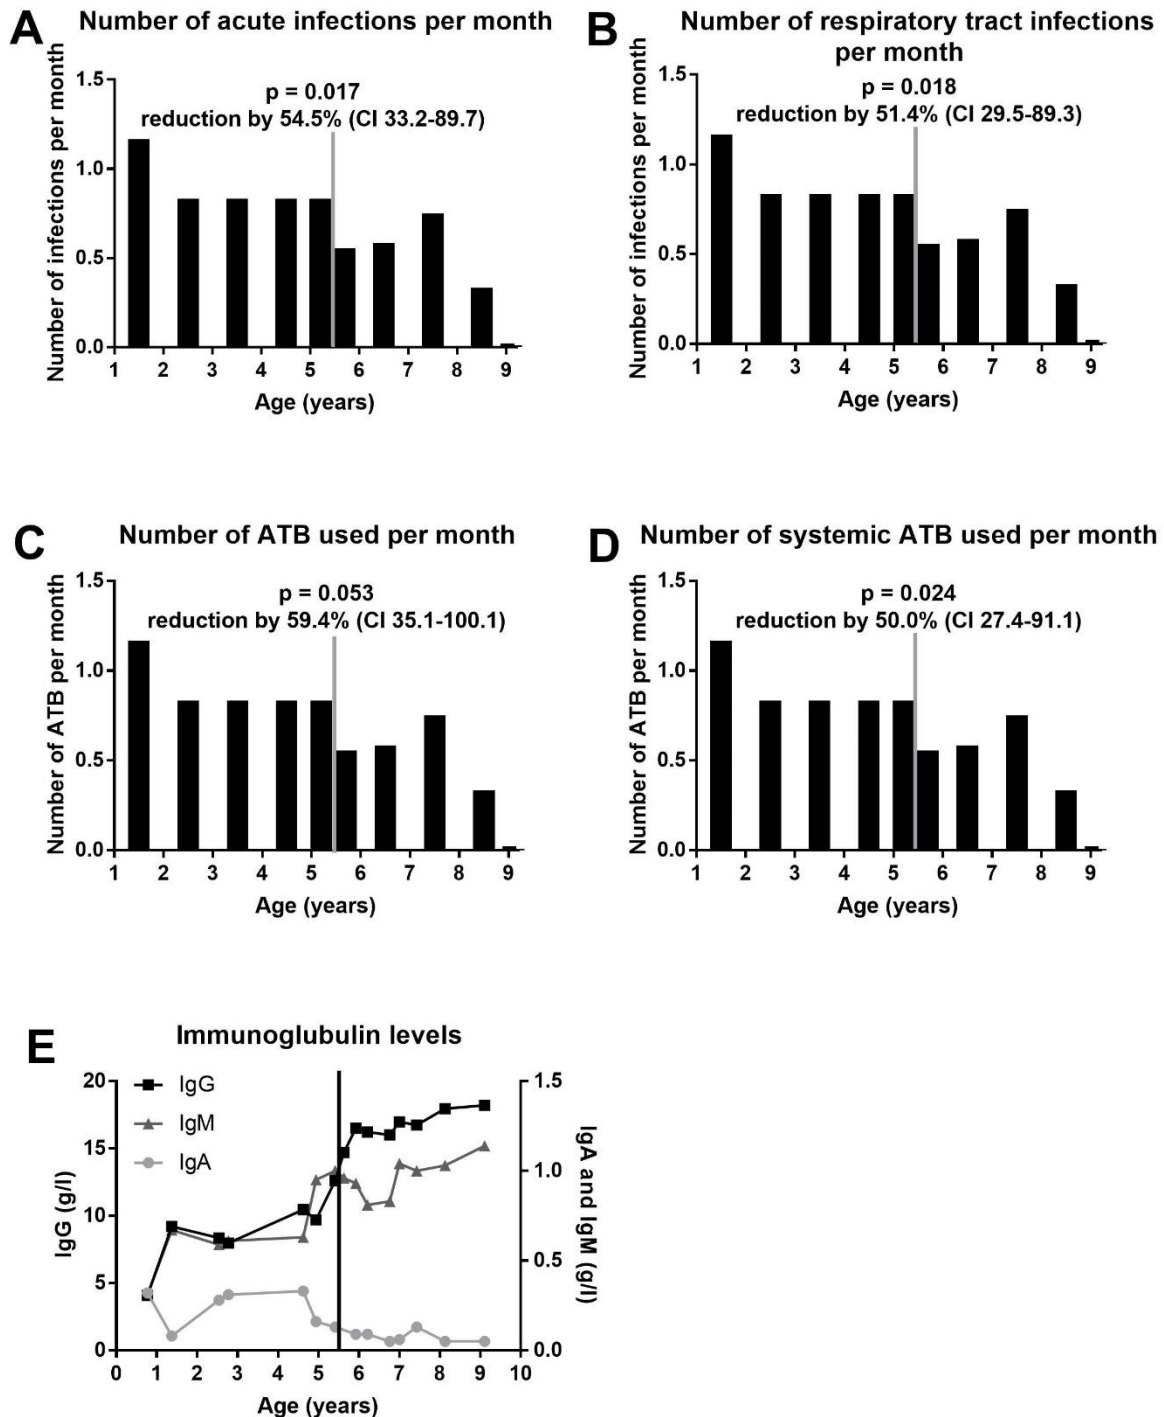 A
Number of acute infections per month
Number of infections per month
1.5
1.0
0.5
0.0
p = 0.017
reduction by 54.5% (CI 33.2-89.7)
1 2 3 4 5 6 7 8 9
Age (years)
B
Number of respiratory tract infections
per month
Number of infections per month
1.5
1.0
0.5
0.0
p = 0.018
reduction by 51.4% (CI 29.5-89.3)
1 2 3 4 5 6 7 8 9
Age (years)
C
Number of ATB used per month
Number of ATB per month
1.5
1.0
0.5
0.0
p = 0.053
reduction by 59.4% (CI 35.1-100.1)
1 2 3 4 5 6 7 8 9
Age (years)
D
Number of systemic ATB used per month
Number of ATB per month
1.5
1.0
0.5
0.0
p = 0.024
reduction by 50.0% (CI 27.4-91.1)
1 2 3 4 5 6 7 8 9
Age (years)
E
Immunoglubulin levels
IgG (g/l)
20
15
10
5
0
IgG
IgM
IgA
1.5
1.0
0.5
0.0
IgA and IgM (g/l)
0 1 2 3 4 5 6 7 8 9 10
Age (years)